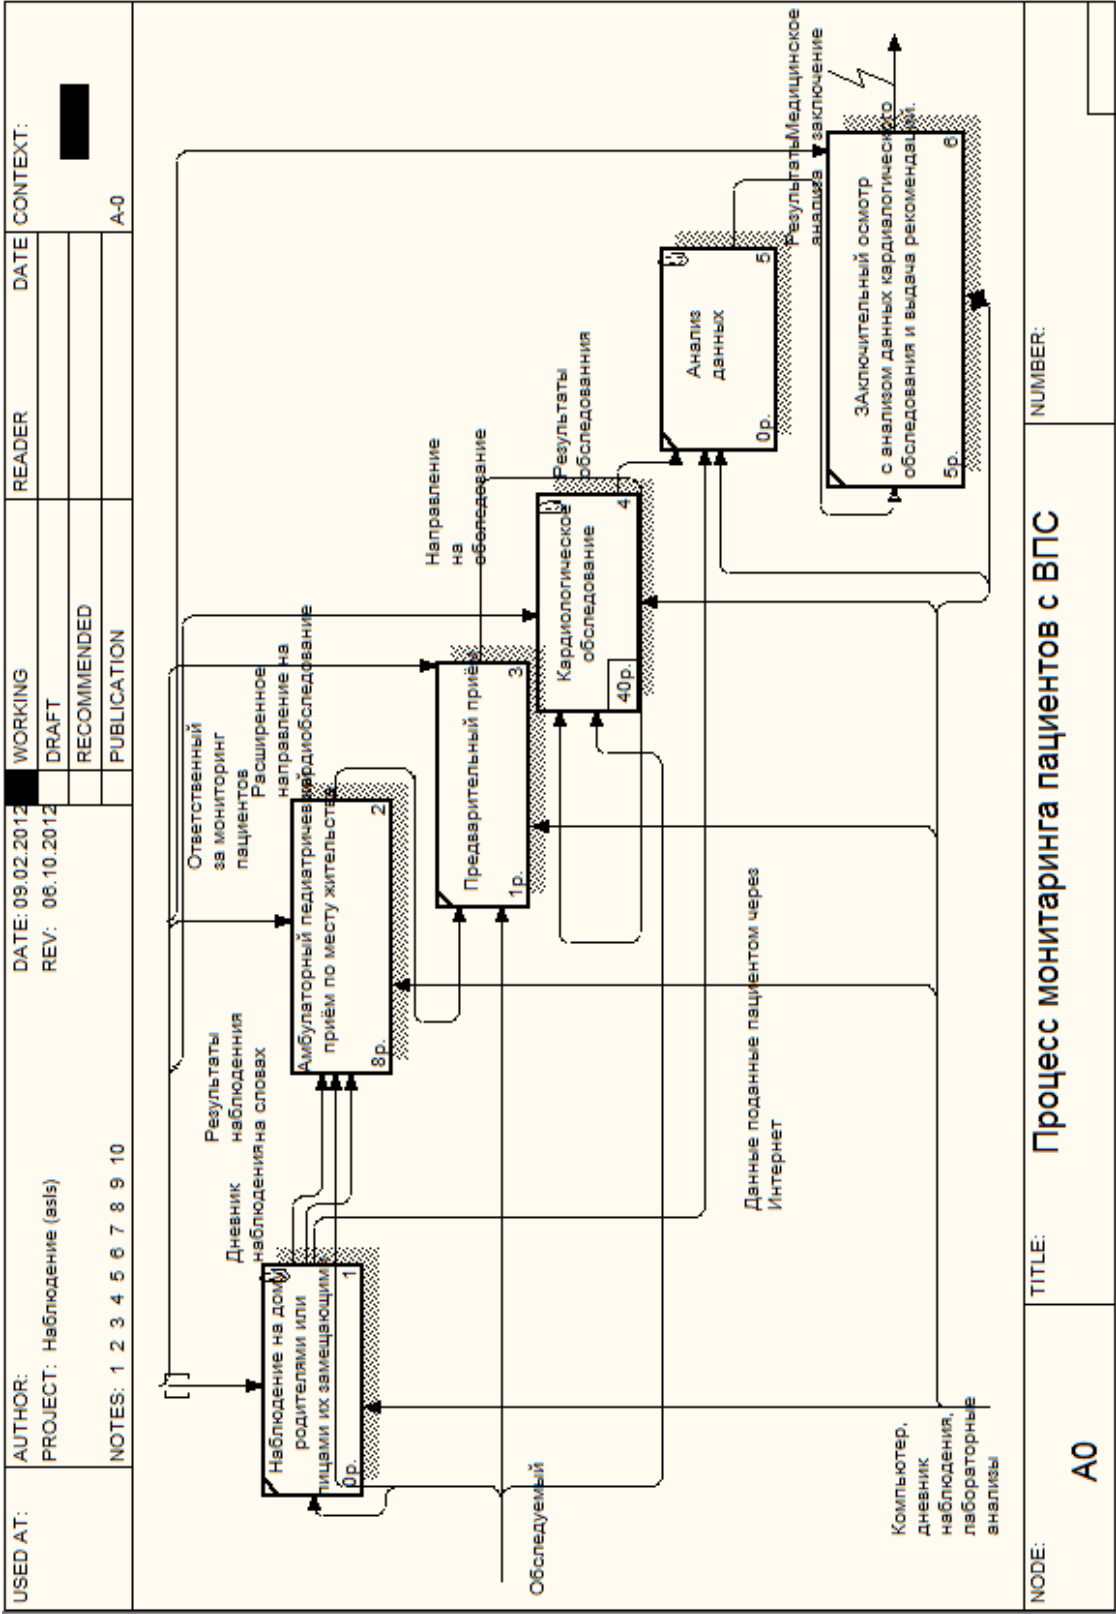 USED AT:
AUTHOR:
DATE: 09.02.2012
WORKING
READER
DATE
CONTEXT:
PROJECT: Наблюдение (asis)
REV: 06.10.2012
DRAFT
RECOMMENDED
NOTES: 1 2 3 4 5 6 7 8 9 10
PUBLICATION
A-0
Ответственный
за мониторинг
пациентов
Наблюдение на дому
родителями или
лицами их замещающими
0р.
1
Дневник
наблюдения
Результаты
наблюденния
на словах
Амбулаторный педиатрический
приём по месту жительства
8р.
2
Расширенное
направление на
кардиобследование
Предварительный приём
1р.
3
Направление
на
обследование
Кардиологическое
обследование
40р.
4
Результаты
обследованния
Анализ
данных
0р.
5
Результаты
анализа
Медицинское
заключение
ЗАключительный осмотр
с анализом данных кардиалогического
обследования и выдача рекомендаций.
5р.
6
Обследуемый
Данные поданные пациентом через
Интернет
Компьютер,
дневник
наблюдения,
лабораторные
анализы
NODE:
TITLE:
NUMBER:
A0
Процесс монитаринга пациентов с ВПС